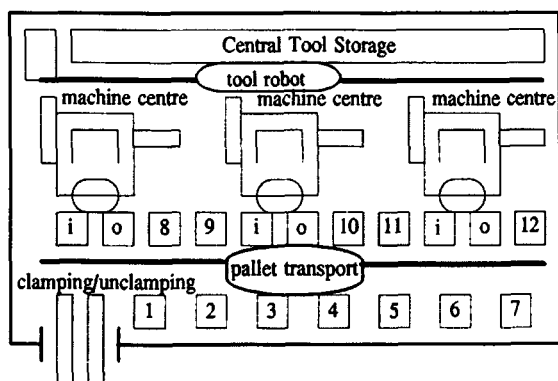 Central Tool Storage
tool robot
machine centre machine centre machine centre
i o 8 9 i o 10 11 i o 12
pallet transport
clamping/unclamping
1 2 3 4 5 6 7